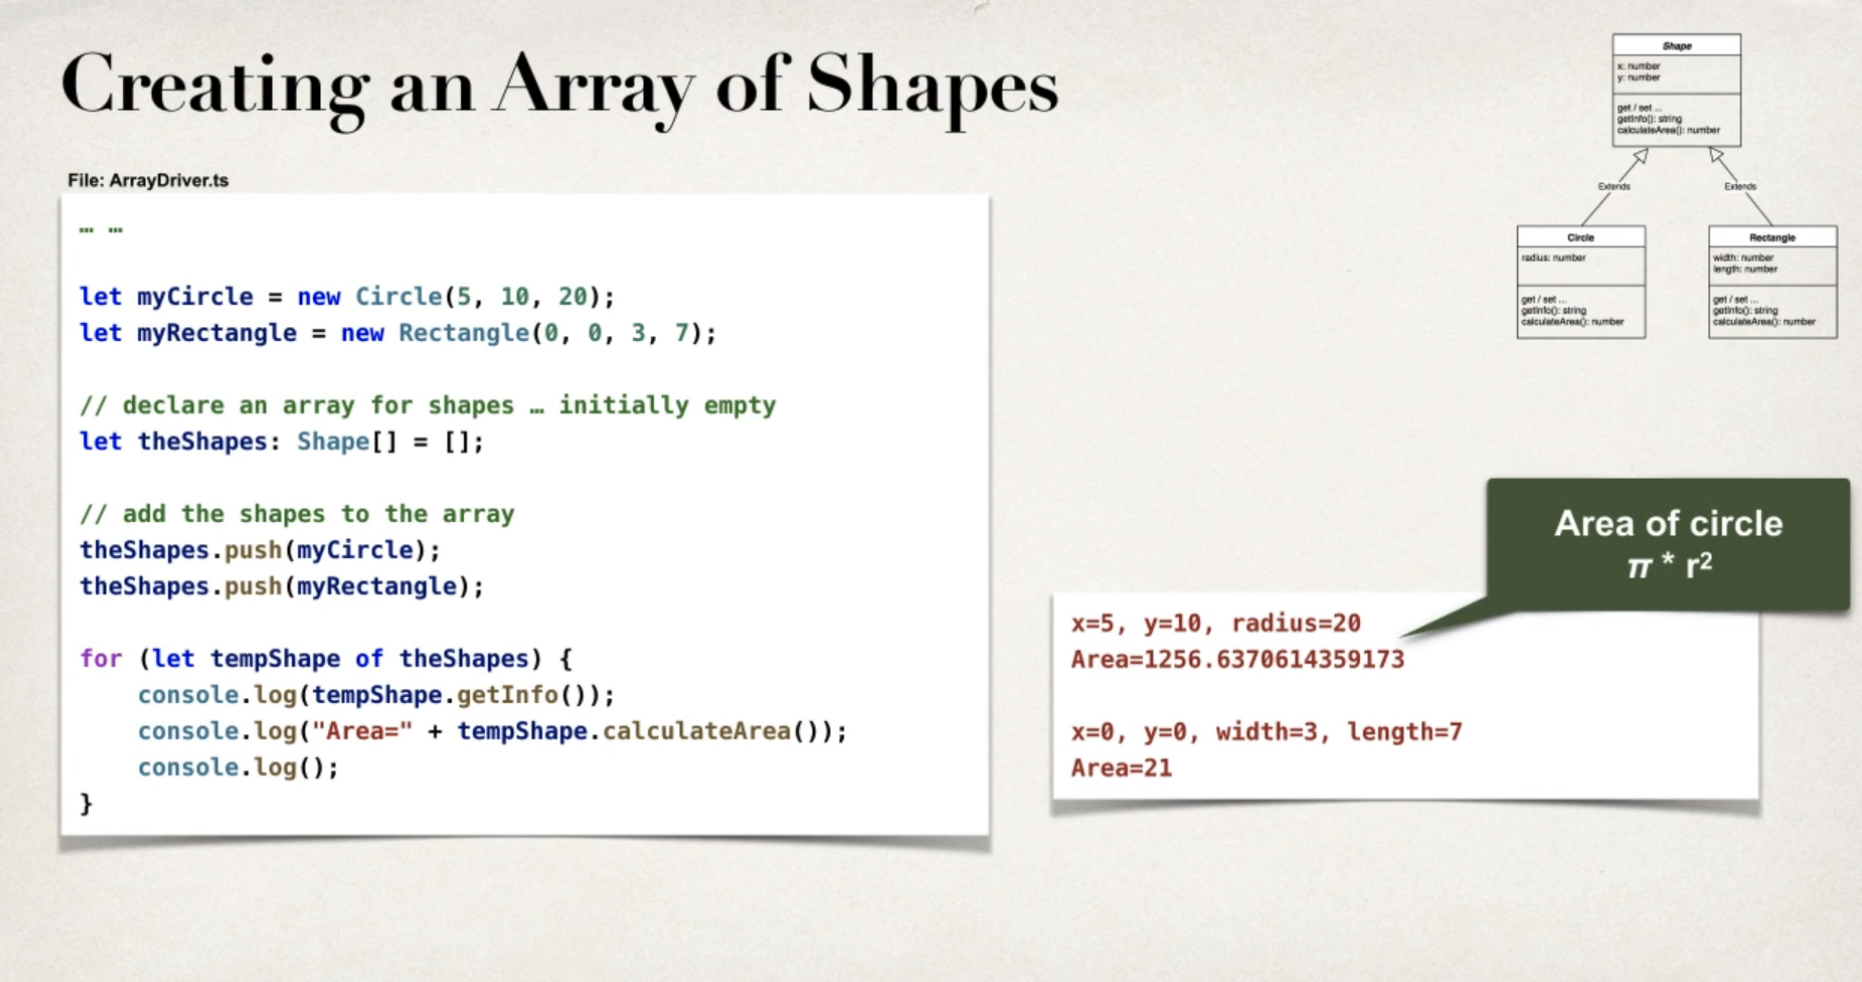 Creating an Array of Shapes
File: ArrayDriver.ts
… …
let myCircle = new Circle(5, 10, 20);
let myRectangle = new Rectangle(0, 0, 3, 7);
// declare an array for shapes … initially empty
let theShapes: Shape[] = [];
// add the shapes to the array
theShapes.push(myCircle);
theShapes.push(myRectangle);
for (let tempShape of theShapes) {
    console.log(tempShape.getInfo());
    console.log("Area=" + tempShape.calculateArea());
    console.log();
}
Shape
x: number
y: number
get / set ...
getInfo(): string
calculateArea(): number
Extends
Extends
Circle
radius: number
get / set ...
getInfo(): string
calculateArea(): number
Rectangle
width: number
length: number
get / set ...
getInfo(): string
calculateArea(): number
Area of circle
π * r²
x=5, y=10, radius=20
Area=1256.6370614359173
x=0, y=0, width=3, length=7
Area=21